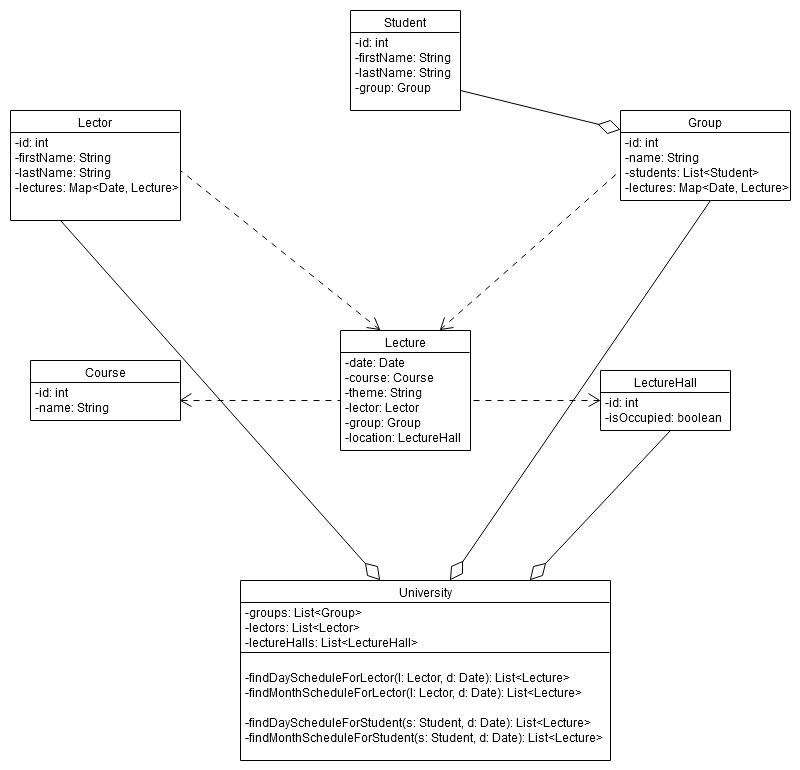 Student
-id: int
-firstName: String
-lastName: String
-group: Group
Lector
-id: int
-firstName: String
-lastName: String
-lectures: Map<Date, Lecture>
Group
-id: int
-name: String
-students: List<Student>
-lectures: Map<Date, Lecture>
Lecture
-date: Date
-course: Course
-theme: String
-lector: Lector
-group: Group
-location: LectureHall
Course
-id: int
-name: String
LectureHall
-id: int
-isOccupied: boolean
University
-groups: List<Group>
-lectors: List<Lector>
-lectureHalls: List<LectureHall>
-findDayScheduleForLector(l: Lector, d: Date): List<Lecture>
-findMonthScheduleForLector(l: Lector, d: Date): List<Lecture>
-findDayScheduleForStudent(s: Student, d: Date): List<Lecture>
-findMonthScheduleForStudent(s: Student, d: Date): List<Lecture>